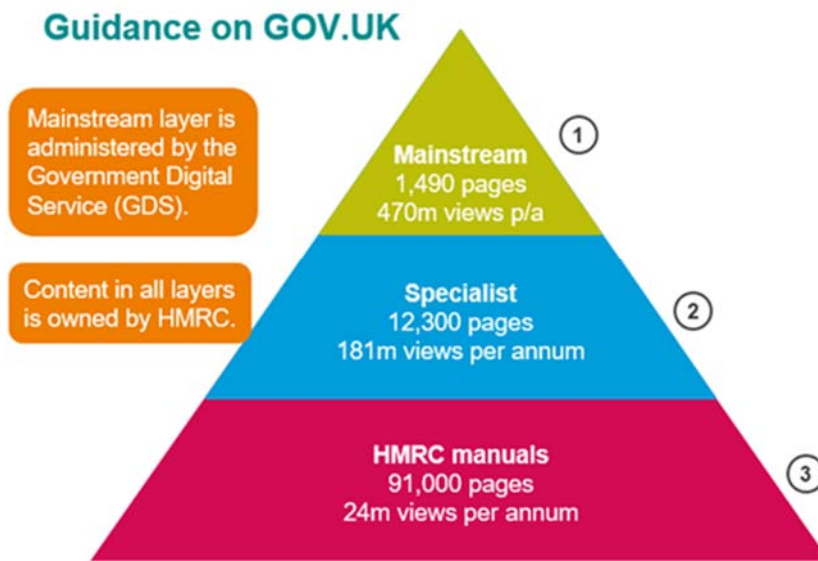 Guidance on GOV.UK
Mainstream layer is
administered by the
Government Digital
Service (GDS).
Content in all layers
is owned by HMRC.
1
Mainstream
1,490 pages
470m views p/a
2
Specialist
12,300 pages
181m views per annum
3
HMRC manuals
91,000 pages
24m views per annum